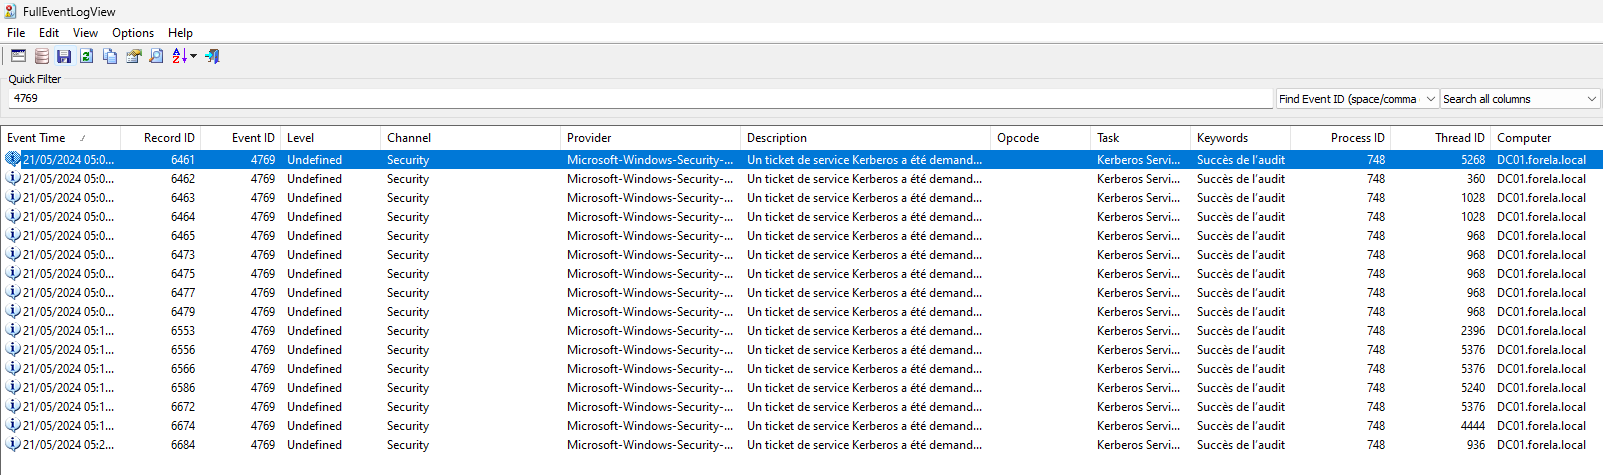 FullEventLogView
File Edit View Options Help
Quick Filter
4769 Find Event ID (space/comma Search all columns
Event Time Record ID Event ID Level Channel Provider Description Opcode Task Keywords Process ID Thread ID Computer
21/05/2024 05:0... 6461 4769 Undefined Security Microsoft-Windows-Security-... Un ticket de service Kerberos a été demand... Kerberos Servi... Succès de l'audit 748 5268 DC01.forela.local
21/05/2024 05:0... 6462 4769 Undefined Security Microsoft-Windows-Security-... Un ticket de service Kerberos a été demand... Kerberos Servi... Succès de l'audit 748 360 DC01.forela.local
21/05/2024 05:0... 6463 4769 Undefined Security Microsoft-Windows-Security-... Un ticket de service Kerberos a été demand... Kerberos Servi... Succès de l'audit 748 1028 DC01.forela.local
21/05/2024 05:0... 6464 4769 Undefined Security Microsoft-Windows-Security-... Un ticket de service Kerberos a été demand... Kerberos Servi... Succès de l'audit 748 1028 DC01.forela.local
21/05/2024 05:0... 6465 4769 Undefined Security Microsoft-Windows-Security-... Un ticket de service Kerberos a été demand... Kerberos Servi... Succès de l'audit 748 968 DC01.forela.local
21/05/2024 05:0... 6473 4769 Undefined Security Microsoft-Windows-Security-... Un ticket de service Kerberos a été demand... Kerberos Servi... Succès de l'audit 748 968 DC01.forela.local
21/05/2024 05:0... 6475 4769 Undefined Security Microsoft-Windows-Security-... Un ticket de service Kerberos a été demand... Kerberos Servi... Succès de l'audit 748 968 DC01.forela.local
21/05/2024 05:0... 6477 4769 Undefined Security Microsoft-Windows-Security-... Un ticket de service Kerberos a été demand... Kerberos Servi... Succès de l'audit 748 968 DC01.forela.local
21/05/2024 05:0... 6479 4769 Undefined Security Microsoft-Windows-Security-... Un ticket de service Kerberos a été demand... Kerberos Servi... Succès de l'audit 748 968 DC01.forela.local
21/05/2024 05:1... 6553 4769 Undefined Security Microsoft-Windows-Security-... Un ticket de service Kerberos a été demand... Kerberos Servi... Succès de l'audit 748 2396 DC01.forela.local
21/05/2024 05:1... 6556 4769 Undefined Security Microsoft-Windows-Security-... Un ticket de service Kerberos a été demand... Kerberos Servi... Succès de l'audit 748 5376 DC01.forela.local
21/05/2024 05:1... 6566 4769 Undefined Security Microsoft-Windows-Security-... Un ticket de service Kerberos a été demand... Kerberos Servi... Succès de l'audit 748 5376 DC01.forela.local
21/05/2024 05:1... 6586 4769 Undefined Security Microsoft-Windows-Security-... Un ticket de service Kerberos a été demand... Kerberos Servi... Succès de l'audit 748 5240 DC01.forela.local
21/05/2024 05:1... 6672 4769 Undefined Security Microsoft-Windows-Security-... Un ticket de service Kerberos a été demand... Kerberos Servi... Succès de l'audit 748 5376 DC01.forela.local
21/05/2024 05:1... 6674 4769 Undefined Security Microsoft-Windows-Security-... Un ticket de service Kerberos a été demand... Kerberos Servi... Succès de l'audit 748 4444 DC01.forela.local
21/05/2024 05:2... 6684 4769 Undefined Security Microsoft-Windows-Security-... Un ticket de service Kerberos a été demand... Kerberos Servi... Succès de l'audit 748 936 DC01.forela.local